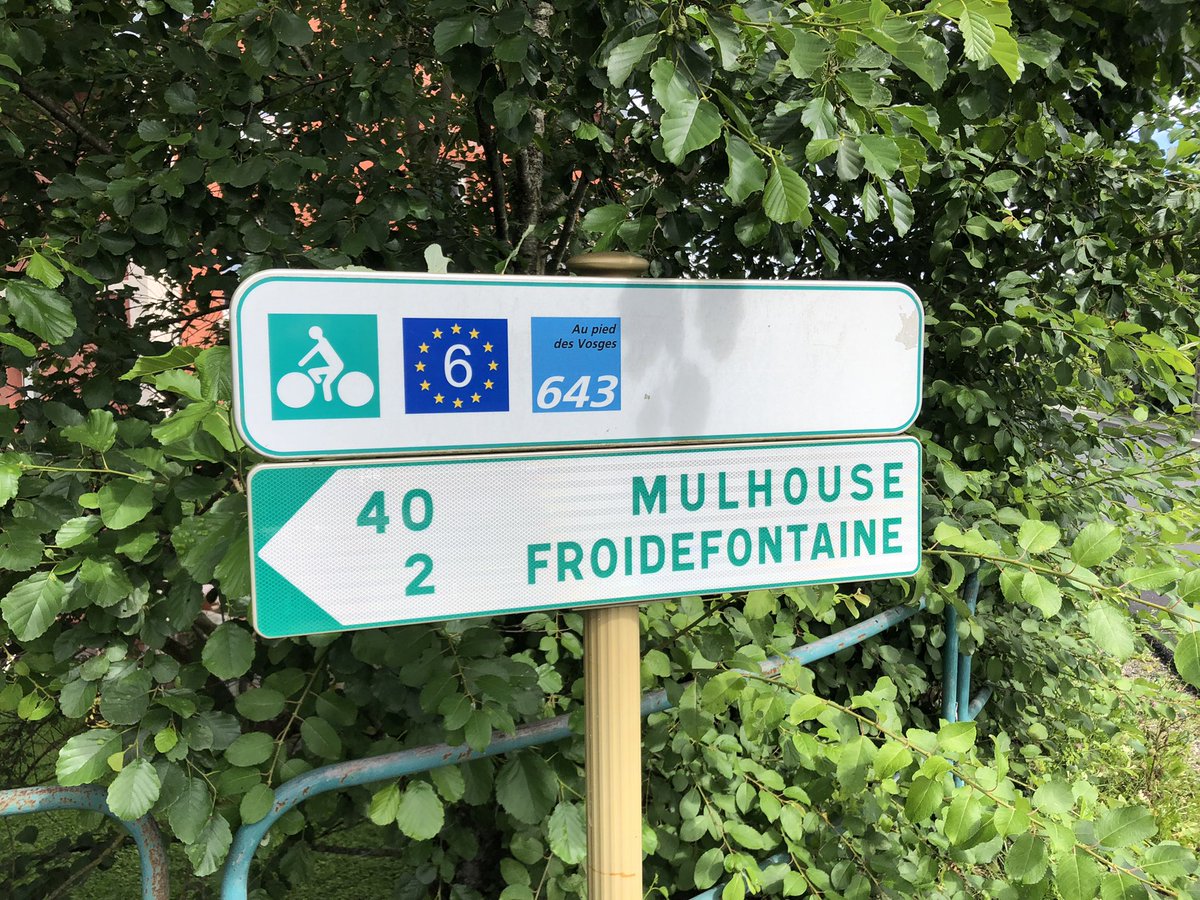 6
Au pied
des Vosges
643
40 MULHOUSE
2 FROIDEFONTAINE